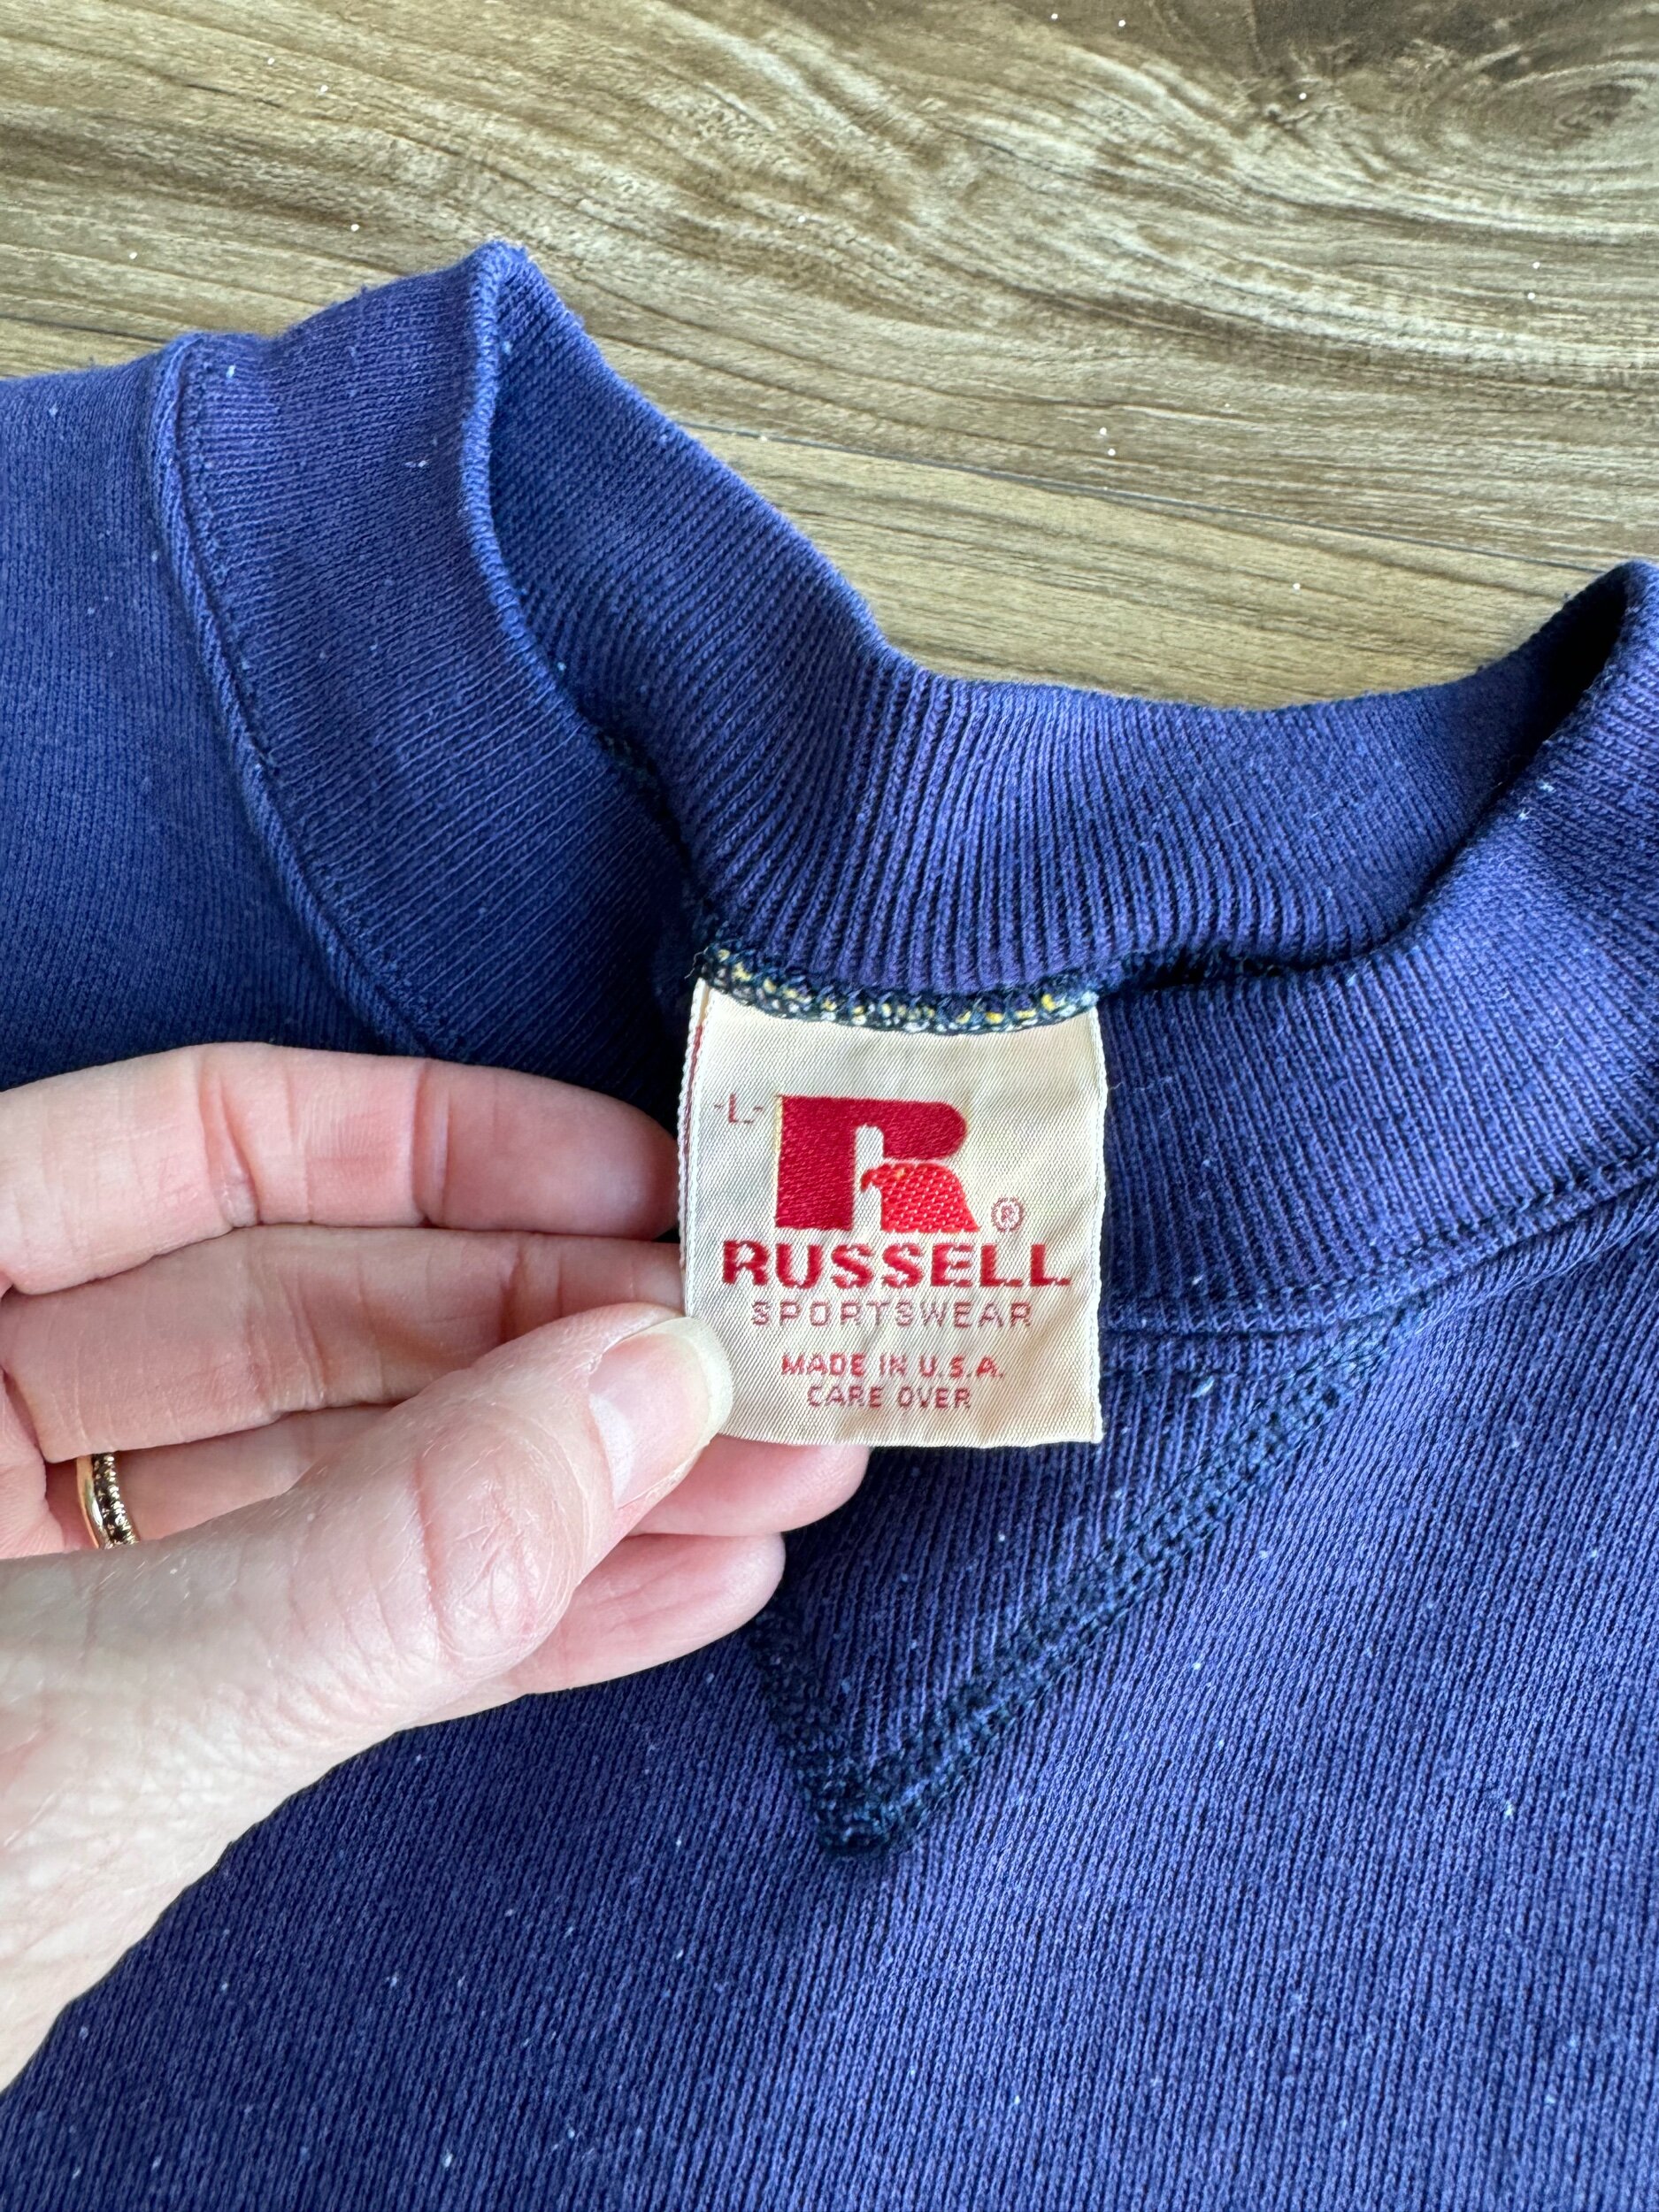 -L-
R®
RUSSELL
SPORTSWEAR
MADE IN U.S.A.
CARE OVER